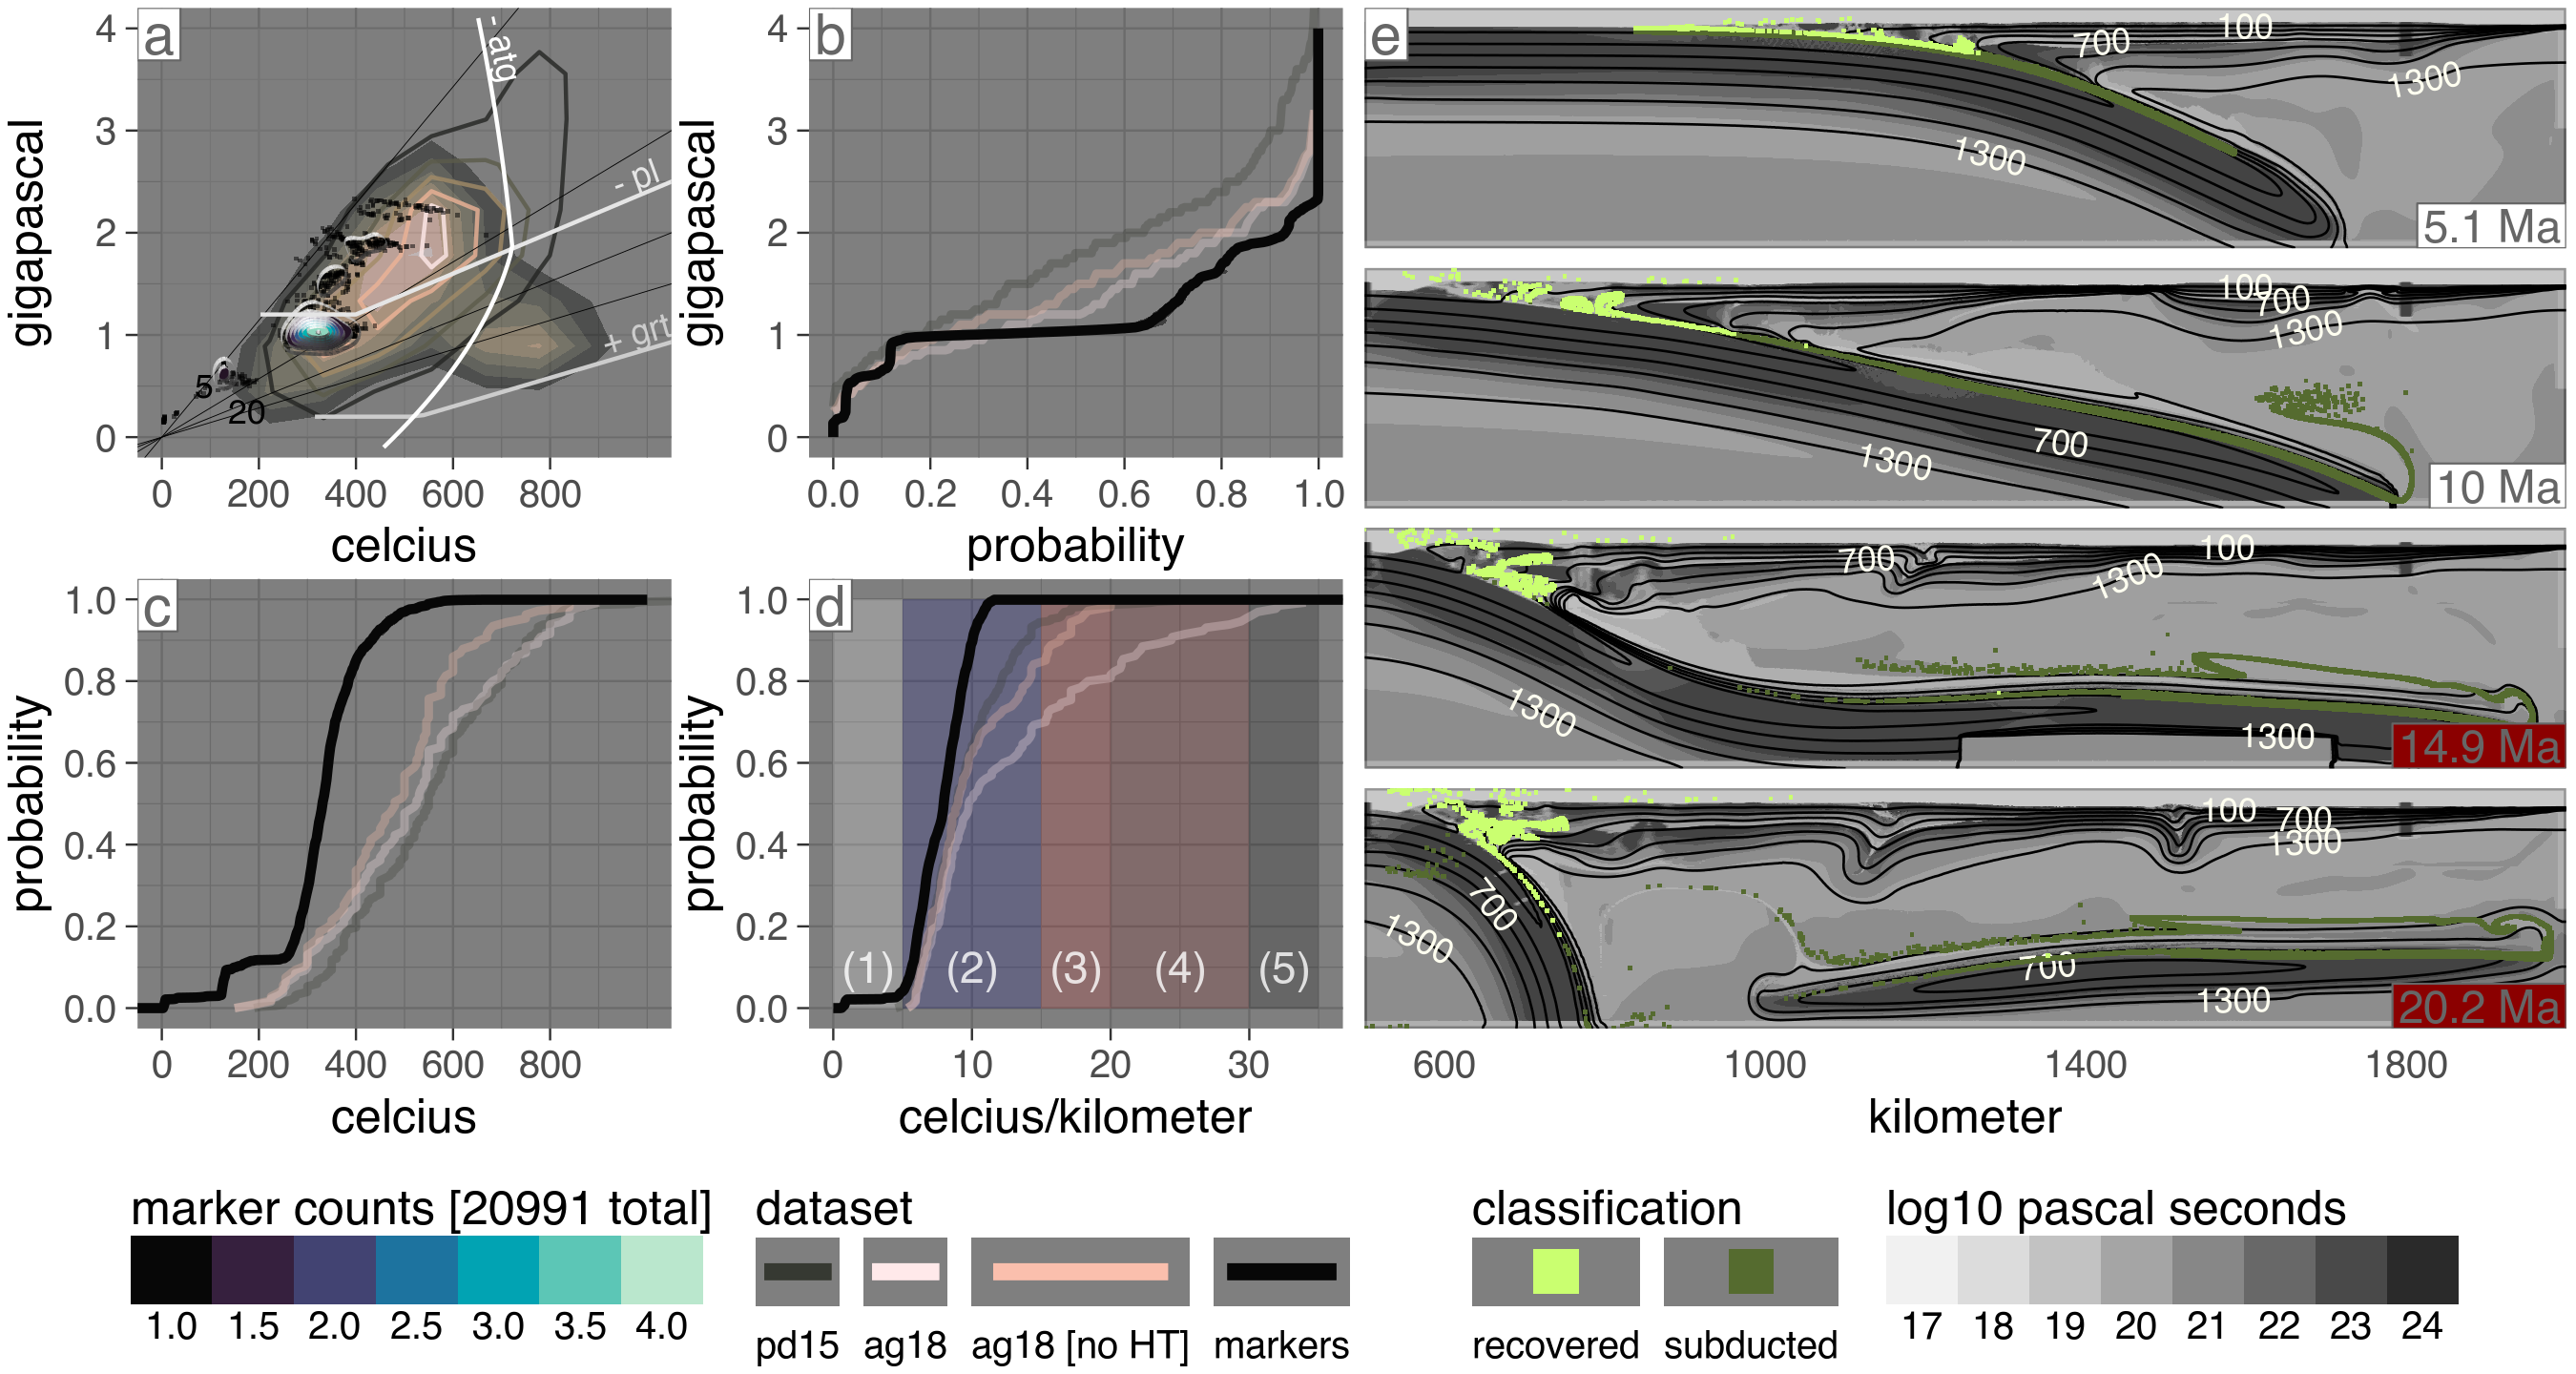 a
- atg
- pl
+ grt
5
20
4
3
2
1
0
gigapascal
0 200 400 600 800
celcius
b
4
3
2
1
0
gigapascal
0.0 0.2 0.4 0.6 0.8 1.0
probability
c
1.0
0.8
0.6
0.4
0.2
0.0
probability
0 200 400 600 800
celcius
d
1.0
0.8
0.6
0.4
0.2
0.0
probability
(1) (2) (3) (4) (5)
0 10 20 30
celcius/kilometer
e
100
700
1300
1300
5.1 Ma
100
700
1300
700
1300
10 Ma
100
700
1300
1300
1300
14.9 Ma
100
700
1300
700
1300
700
1300
20.2 Ma
600 1000 1400 1800
kilometer
marker counts [20991 total]
1.0 1.5 2.0 2.5 3.0 3.5 4.0
dataset
pd15 ag18 ag18 [no HT] markers
classification
recovered subducted
log10 pascal seconds
17 18 19 20 21 22 23 24